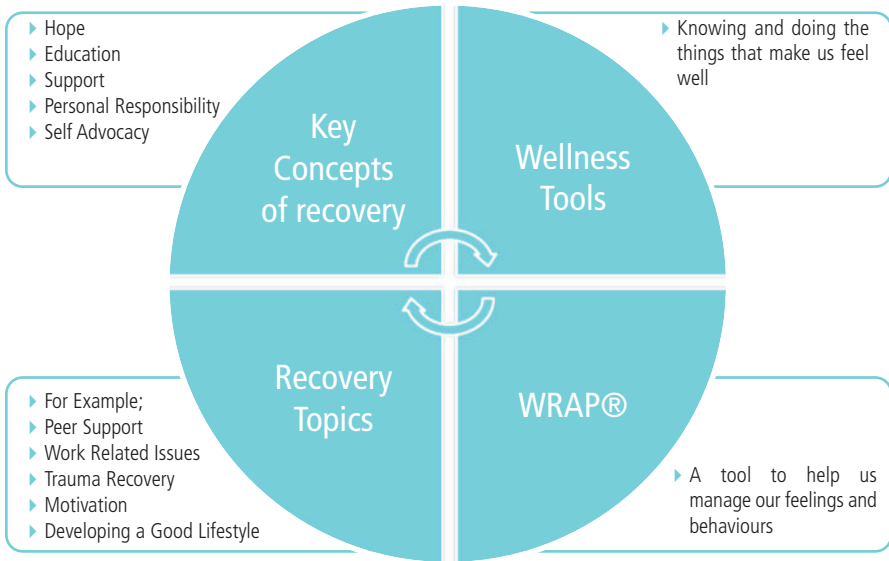 Hope
Education
Support
Personal Responsibility
Self Advocacy
Key
Concepts
of recovery
Wellness
Tools
Knowing and doing the
things that make us feel
well
For Example;
Peer Support
Work Related Issues
Trauma Recovery
Motivation
Developing a Good Lifestyle
Recovery
Topics
WRAP®
A tool to help us
manage our feelings and
behaviours